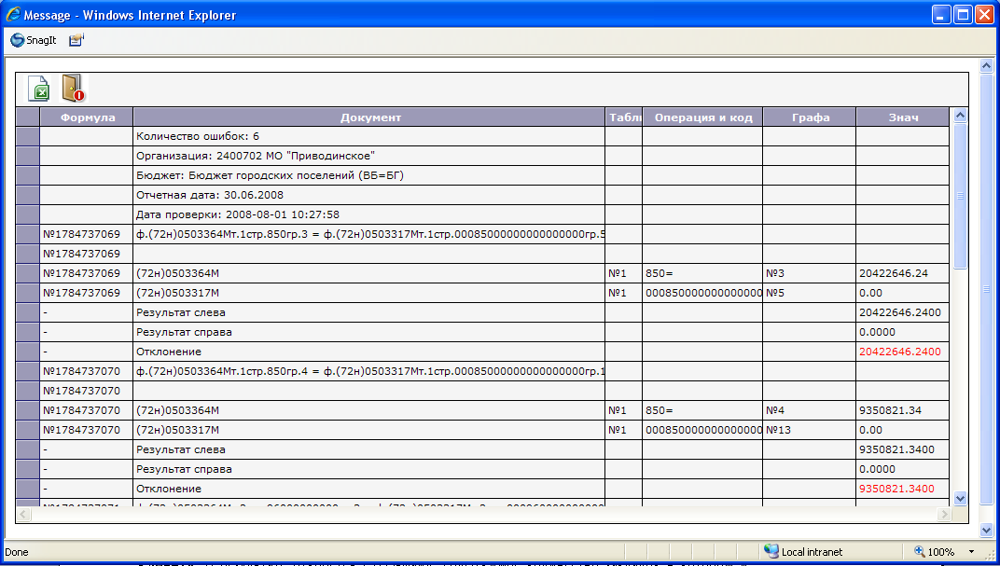 Message - Windows Internet Explorer
SnagIt
Формула Документ Табли Операция и код Графа Знач
Количество ошибок: 6
Организация: 2400702 МО "Приводинское"
Бюджет: Бюджет городских поселений (ВБ=БГ)
Отчетная дата: 30.06.2008
Дата проверки: 2008-08-01 10:27:58
№1784737069 ф.(72н)0503364Мт.1стр.850гр.3 = ф.(72н)0503317Мт.1стр.00085000000000000000гр.5
№1784737069
№1784737069 (72н)0503364М №1 850= №3 20422646.24
№1784737069 (72н)0503317М №1 000850000000000000 №5 0.00
- Результат слева 20422646.2400
- Результат справа 0.0000
- Отклонение 20422646.2400
№1784737070 ф.(72н)0503364Мт.1стр.850гр.4 = ф.(72н)0503317Мт.1стр.00085000000000000000гр.1
№1784737070
№1784737070 (72н)0503364М №1 850= №4 9350821.34
№1784737070 (72н)0503317М №1 000850000000000000 №13 0.00
- Результат слева 9350821.3400
- Результат справа 0.0000
- Отклонение 9350821.3400
Done Local intranet 100%